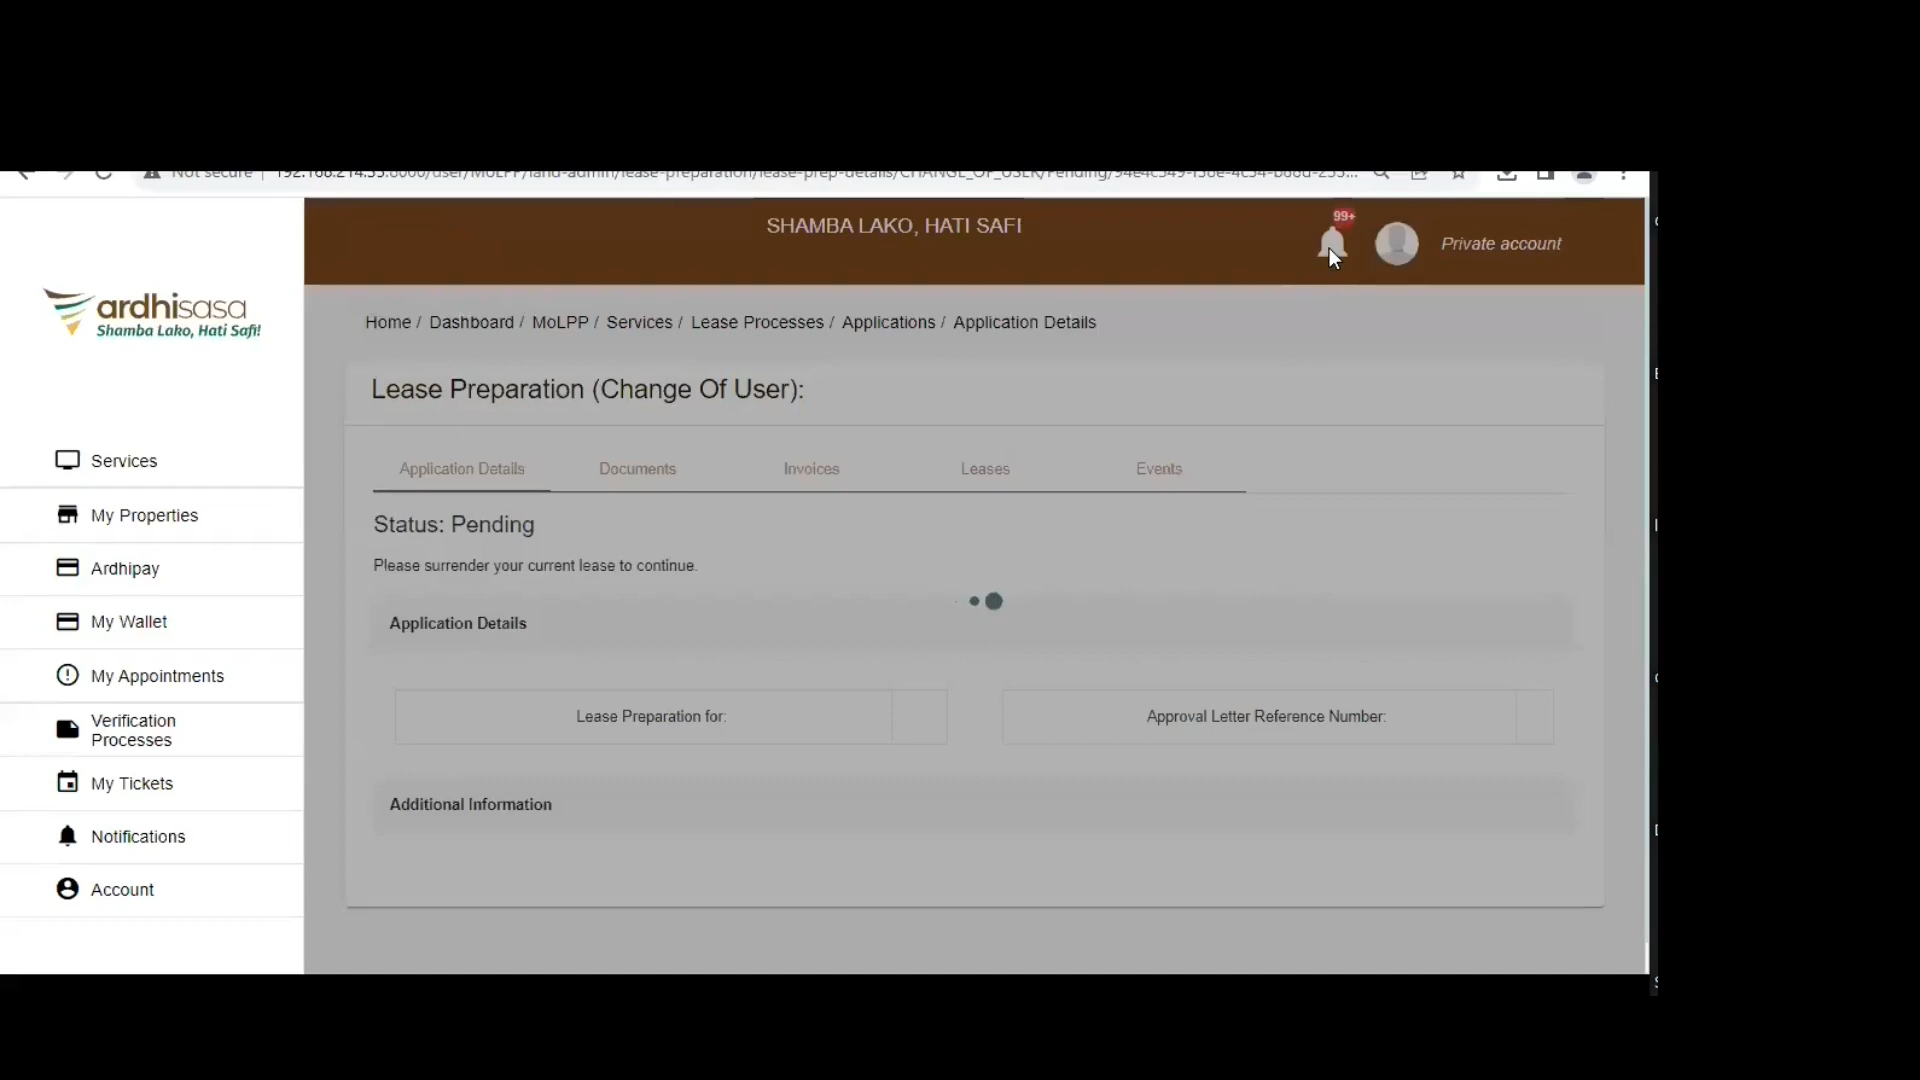 Not secure
SHAMBA LAKO, HATI SAFI
99+
Private account
ardhisasa
Shamba Lako, Hati Safi!
Home / Dashboard / MoLPP / Services / Lease Processes / Applications / Application Details
Lease Preparation (Change Of User):
Application Details
Documents
Invoices
Leases
Events
Status: Pending
Please surrender your current lease to continue.
Application Details
Lease Preparation for:
Approval Letter Reference Number:
Additional Information
Services
My Properties
Ardhipay
My Wallet
My Appointments
Verification
Processes
My Tickets
Notifications
Account